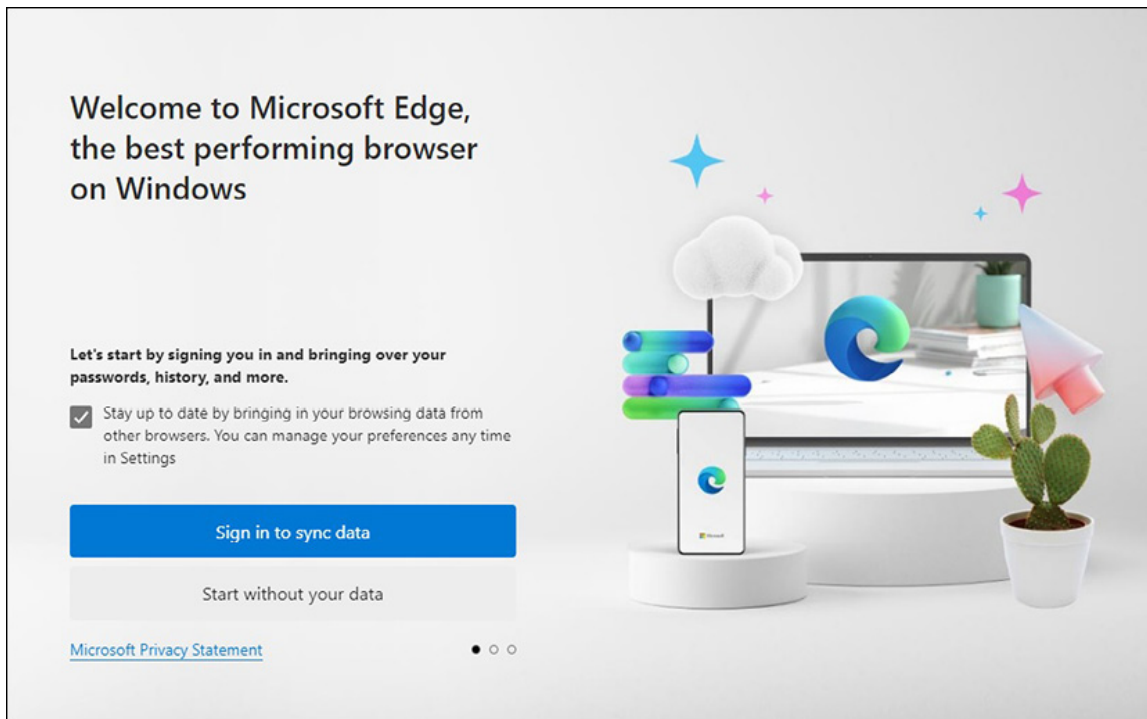 Welcome to Microsoft Edge,
the best performing browser
on Windows
Let's start by signing you in and bringing over your
passwords, history, and more.
Stay up to date by bringing in your browsing data from
other browsers. You can manage your preferences any time
in Settings
Sign in to sync data
Start without your data
Microsoft Privacy Statement
Microsoft